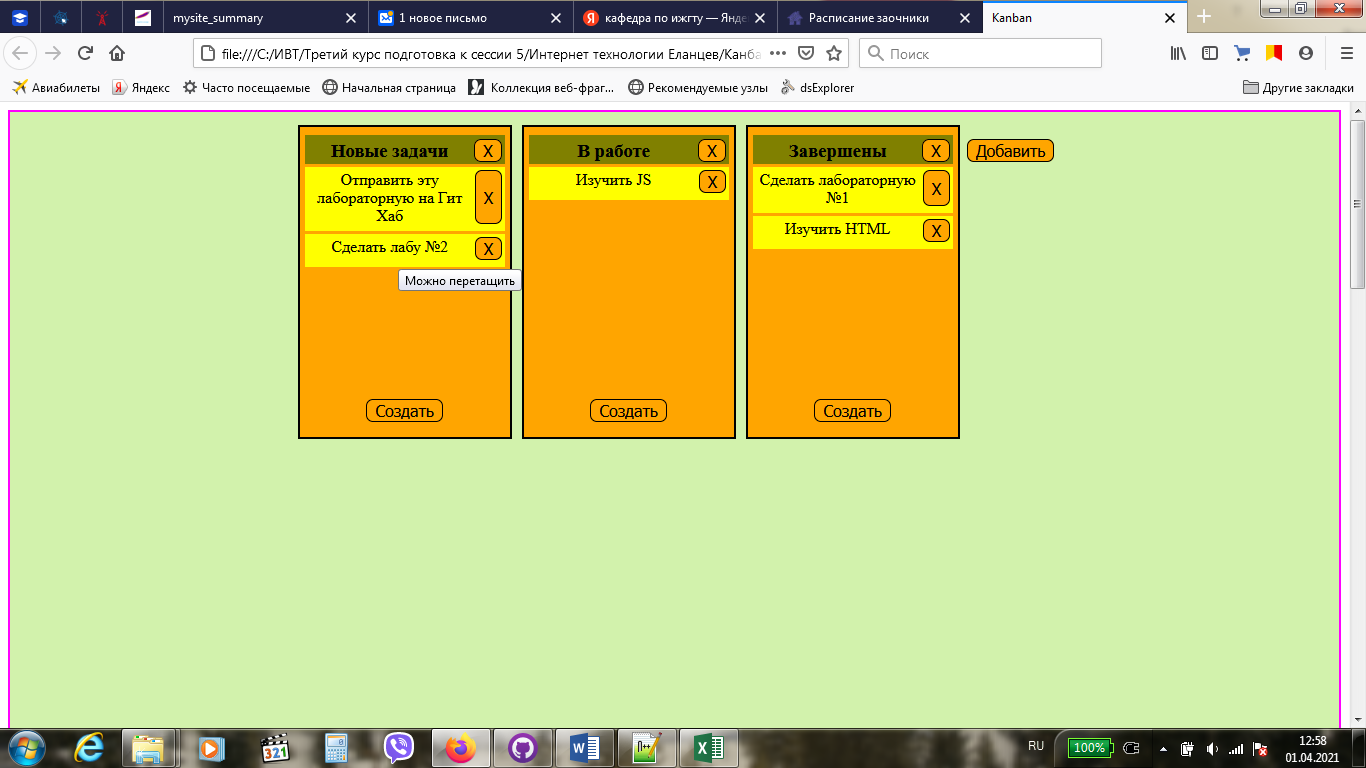 mysite_summary
1 новое письмо
кафедра по ижгту — Янде
Расписание заочники
Kanban
file:///C:/ИВТ/Третий курс подготовка к сессии 5/Интернет технологии Еланцев/Канба
Поиск
Авиабилеты
Яндекс
Часто посещаемые
Начальная страница
Коллекция веб-фраг...
Рекомендуемые узлы
dsExplorer
Другие закладки
Новые задачи X
Отправить эту
лабораторную на Гит
Хаб
X
Сделать лабу №2 X
Можно перетащить
Создать
В работе X
Изучить JS X
Создать
Завершены X
Сделать лабораторную
№1
X
Изучить HTML X
Создать
Добавить
321
П++
RU
100%
12:58
01.04.2021